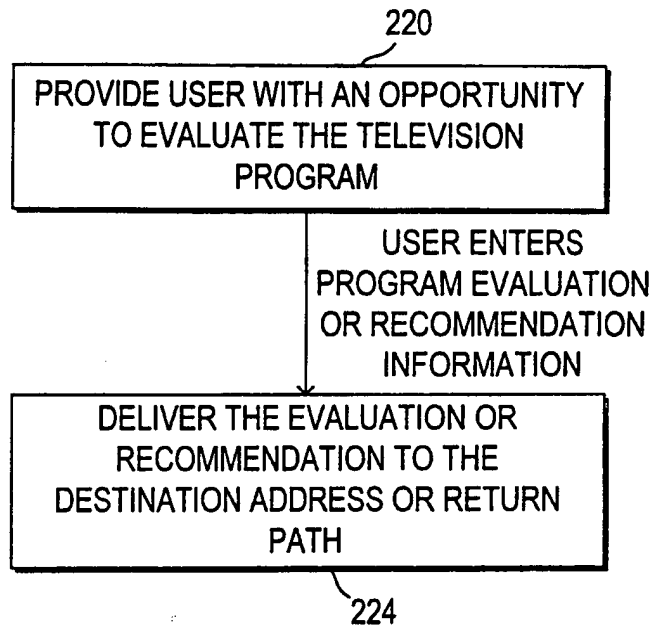 220
PROVIDE USER WITH AN OPPORTUNITY
TO EVALUATE THE TELEVISION
PROGRAM
USER ENTERS
PROGRAM EVALUATION
OR RECOMMENDATION
INFORMATION
DELIVER THE EVALUATION OR
RECOMMENDATION TO THE
DESTINATION ADDRESS OR RETURN
PATH
224